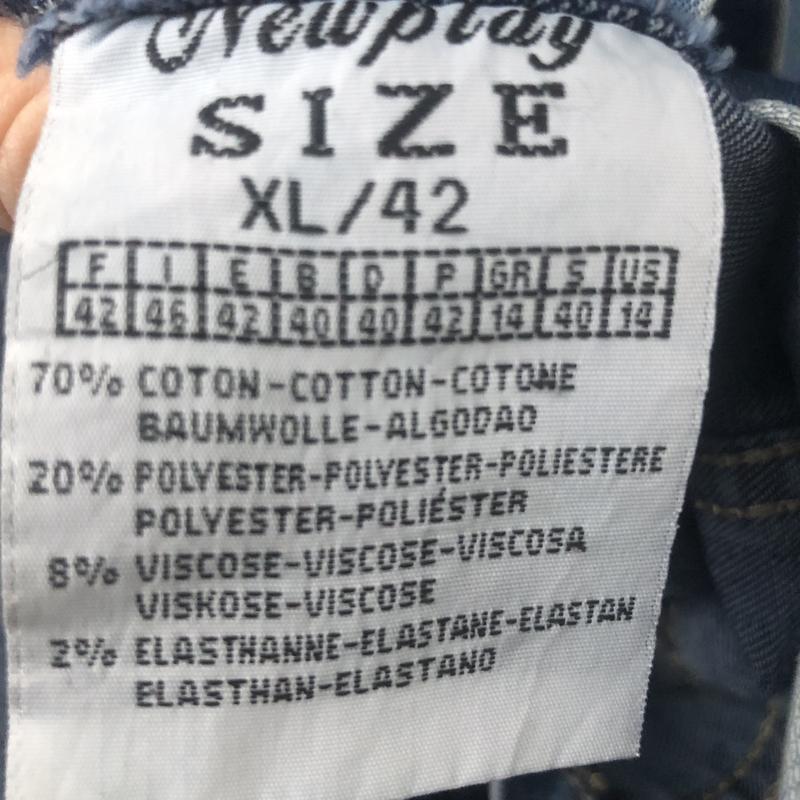 Newplay
SIZE
XL/42
F I E B D P GR S US
42 46 42 40 40 42 14 40 14
70% COTON-COTTON-COTONE
BAUMWOLLE-ALGODAO
20% POLYESTER-POLYESTER-POLIESTERE
POLYESTER-POLIÉSTER
8% VISCOSE-VISCOSE-VISCOSA
VISKOSE-VISCOSE
2% ELASTHANNE-ELASTANE-ELASTAN
ELASTHAN-ELASTANO